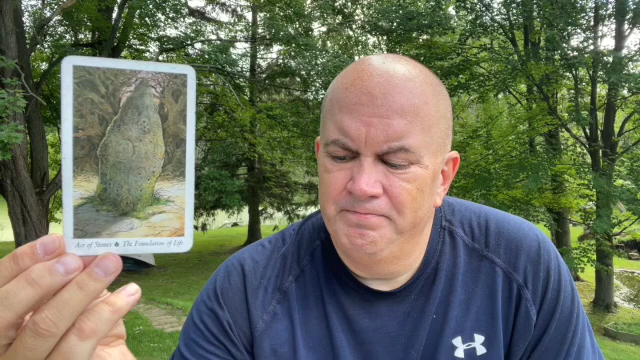 Ace of Stones ♠ The Foundation of Life